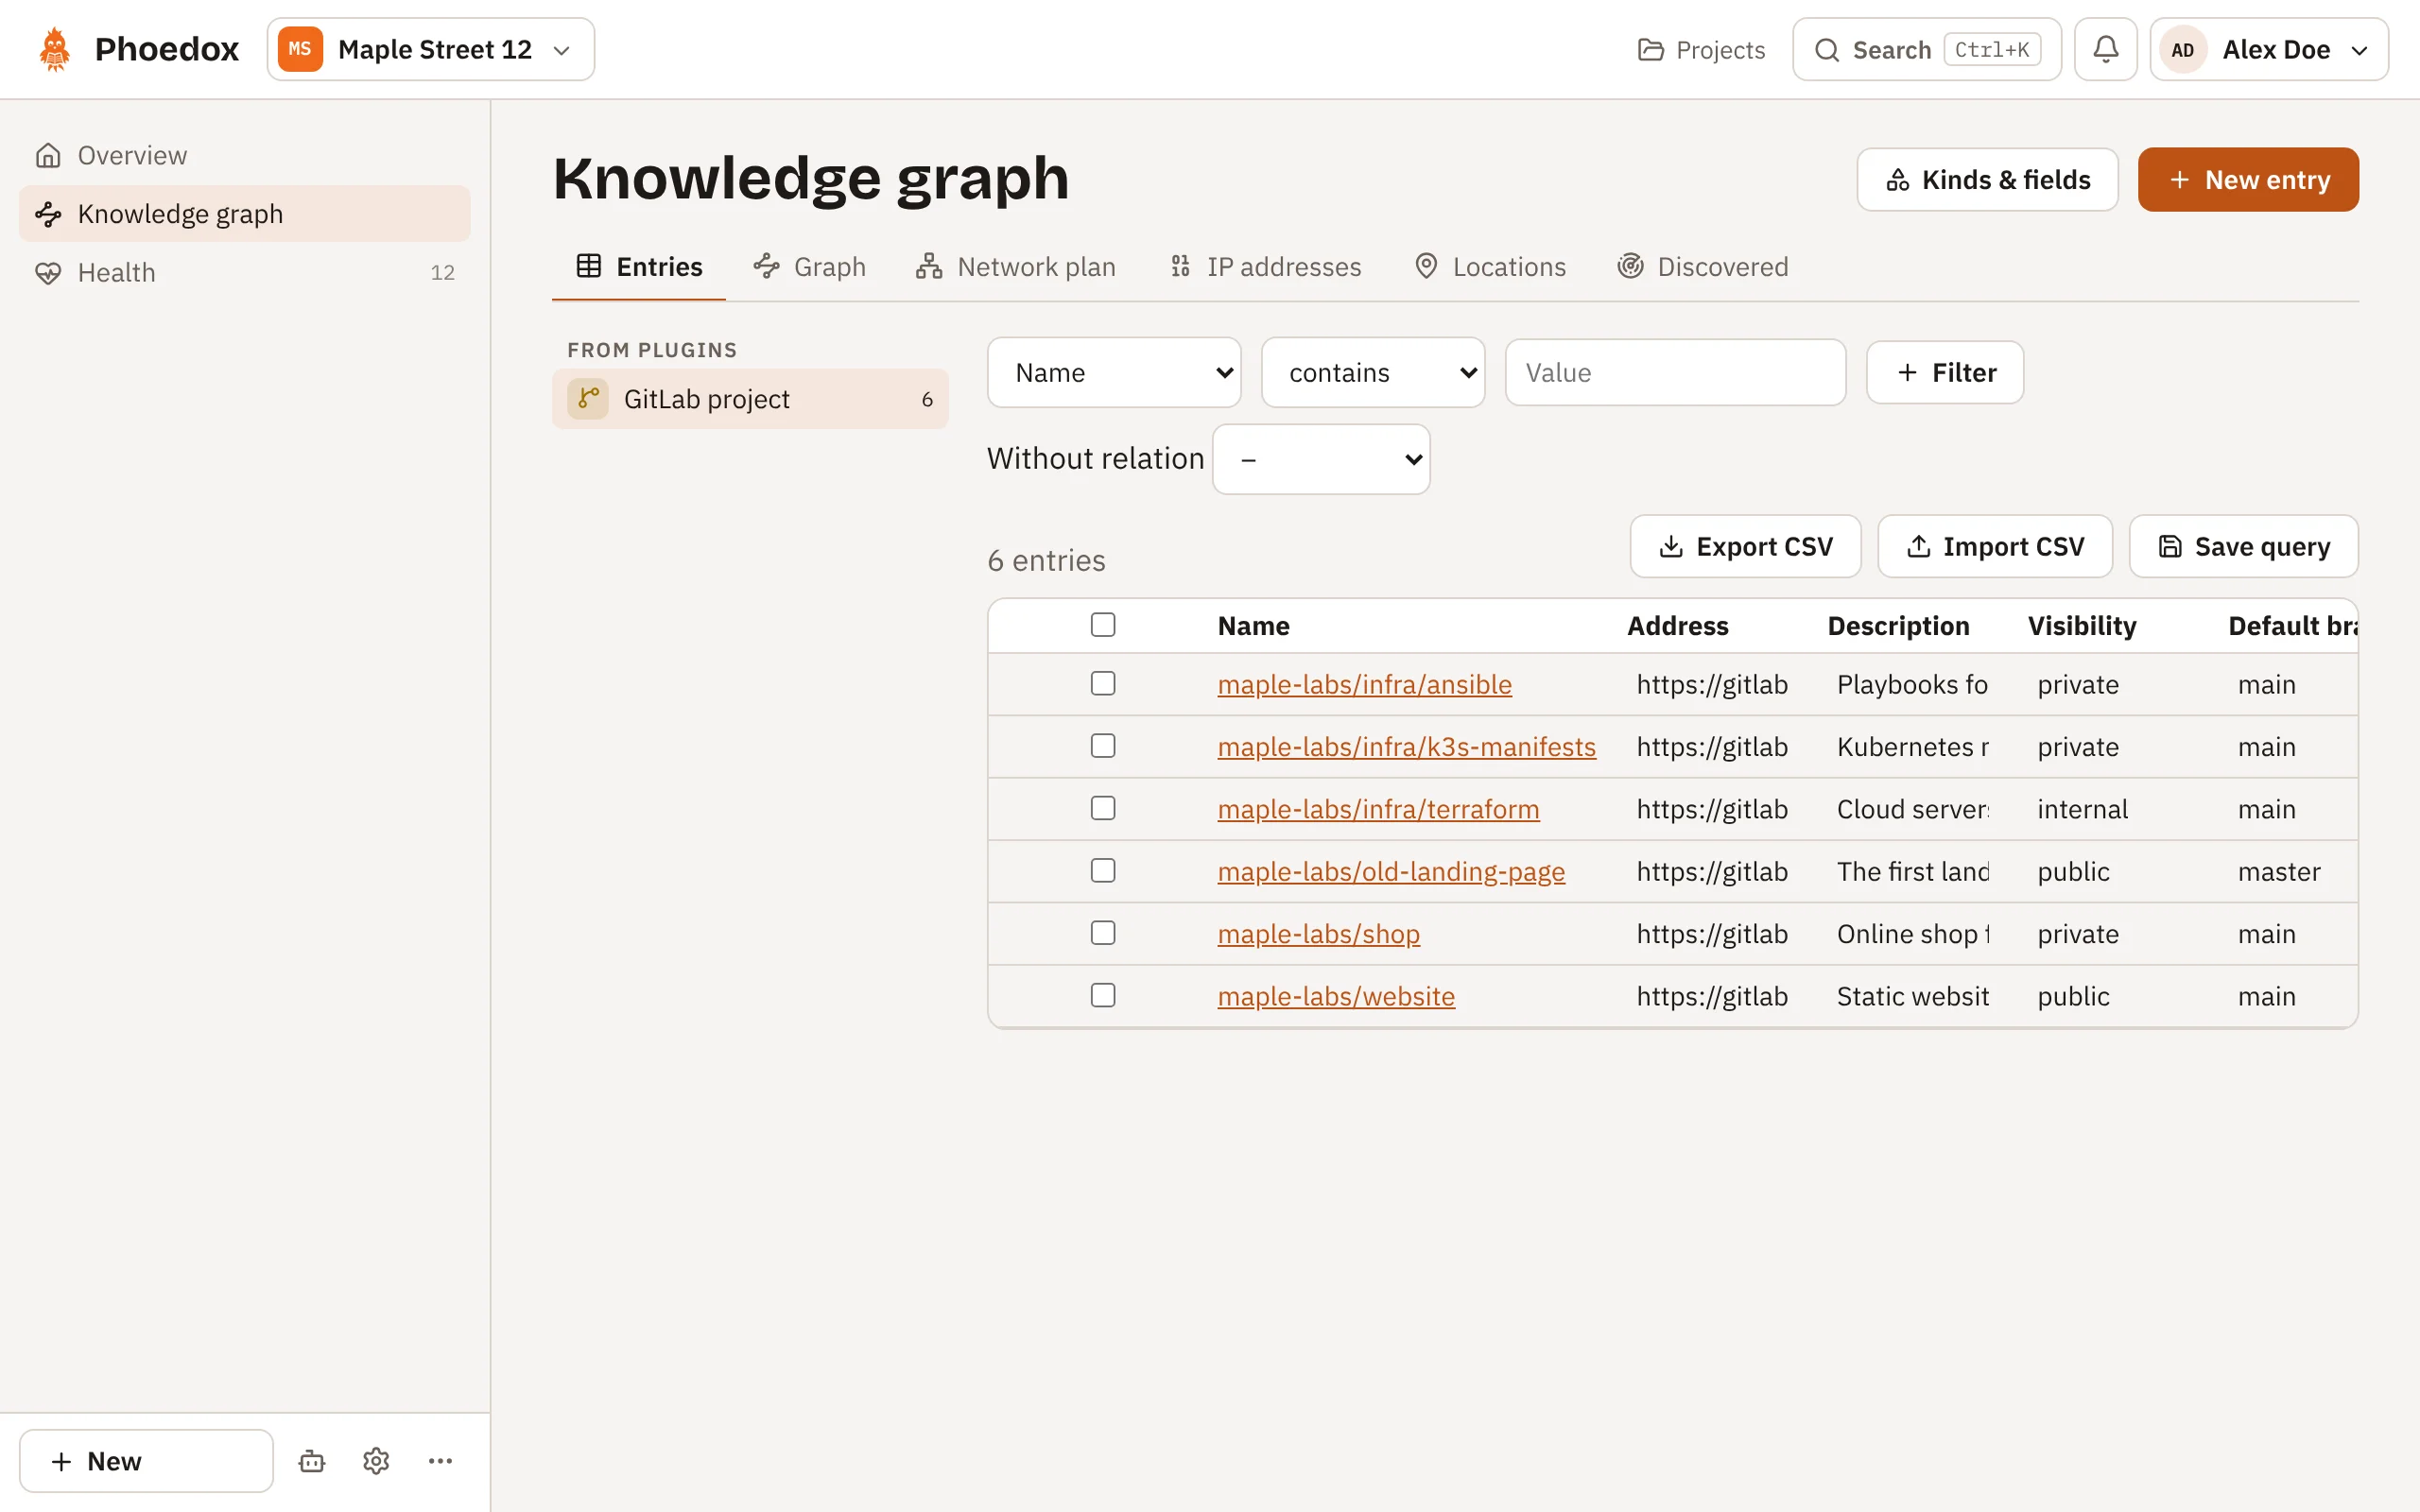 Phoedox
MS Maple Street 12
Projects
Search Ctrl+K
AD Alex Doe
Overview
Knowledge graph
Health 12
Knowledge graph
Kinds & fields
New entry
Entries Graph Network plan IP addresses Locations Discovered
FROM PLUGINS
GitLab project 6
Name contains Value Filter
Without relation –
6 entries
Export CSV Import CSV Save query
Name Address Description Visibility Default bra
maple-labs/infra/ansible https://gitlab Playbooks fo private main
maple-labs/infra/k3s-manifests https://gitlab Kubernetes private main
maple-labs/infra/terraform https://gitlab Cloud server internal main
maple-labs/old-landing-page https://gitlab The first land public master
maple-labs/shop https://gitlab Online shop private main
maple-labs/website https://gitlab Static websit public main
New